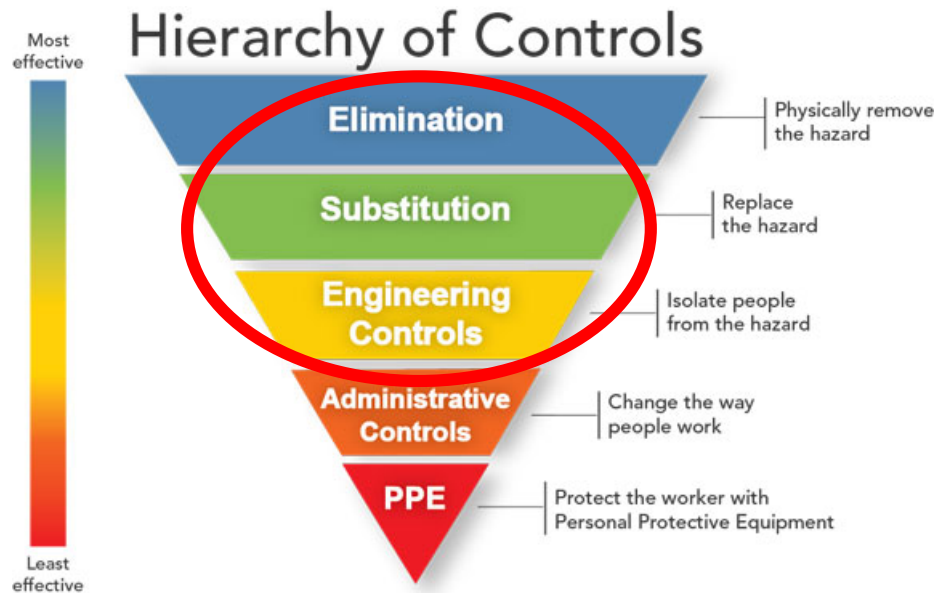 Hierarchy of Controls
Most
effective
Elimination
Physically remove
the hazard
Substitution
Replace
the hazard
Engineering
Controls
Isolate people
from the hazard
Administrative
Controls
Change the way
people work
PPE
Protect the worker with
Personal Protective Equipment
Least
effective